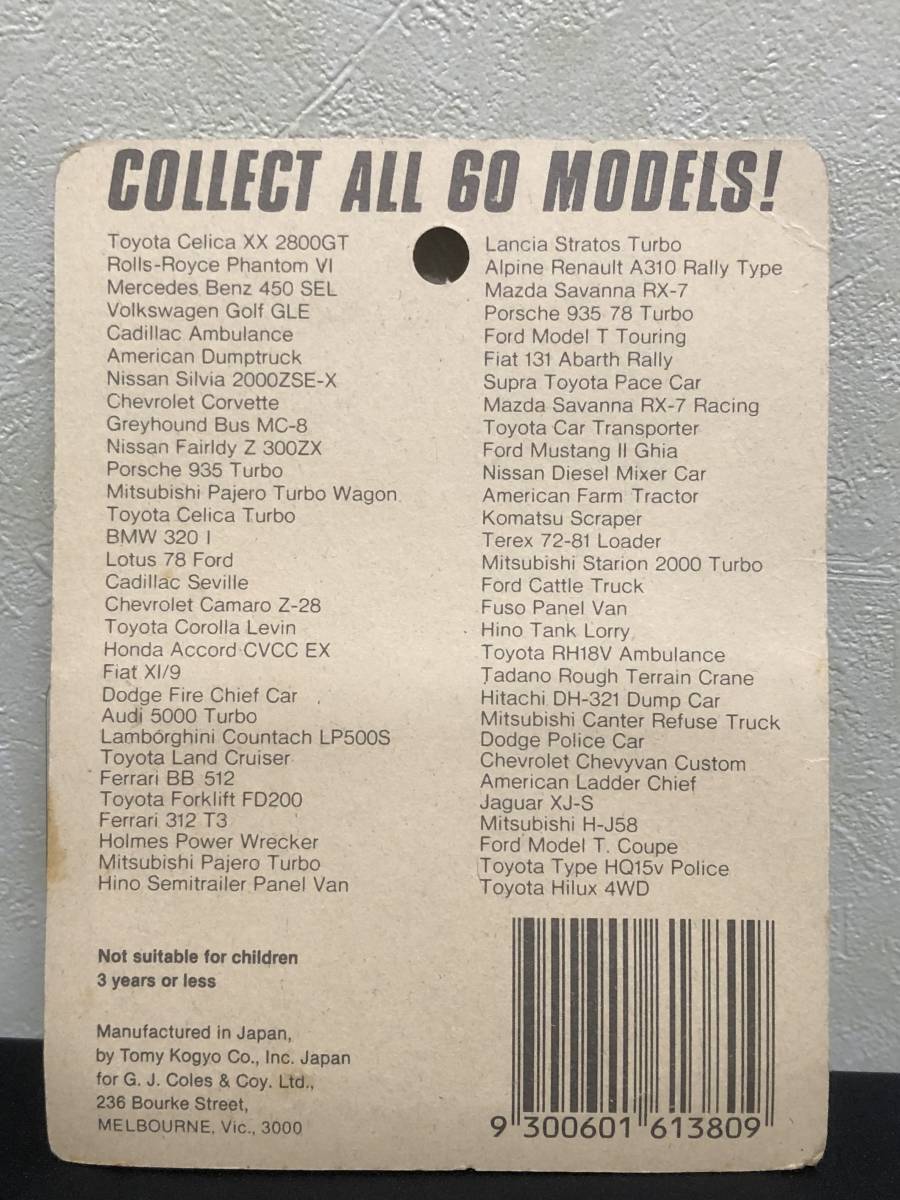 COLLECT ALL 60 MODELS!
Toyota Celica XX 2800GT
Rolls-Royce Phantom VI
Mercedes Benz 450 SEL
Volkswagen Golf GLE
Cadillac Ambulance
American Dumptruck
Nissan Silvia 2000ZSE-X
Chevrolet Corvette
Greyhound Bus MC-8
Nissan Fairldy Z 300ZX
Porsche 935 Turbo
Mitsubishi Pajero Turbo Wagon
Toyota Celica Turbo
BMW 320 I
Lotus 78 Ford
Cadillac Seville
Chevrolet Camaro Z-28
Toyota Corolla Levin
Honda Accord CVCC EX
Fiat XI/9
Dodge Fire Chief Car
Audi 5000 Turbo
Lamborghini Countach LP500S
Toyota Land Cruiser
Ferrari BB 512
Toyota Forklift FD200
Ferrari 312 T3
Holmes Power Wrecker
Mitsubishi Pajero Turbo
Hino Semitrailer Panel Van
Lancia Stratos Turbo
Alpine Renault A310 Rally Type
Mazda Savanna RX-7
Porsche 935 78 Turbo
Ford Model T Touring
Fiat 131 Abarth Rally
Supra Toyota Pace Car
Mazda Savanna RX-7 Racing
Toyota Car Transporter
Ford Mustang II Ghia
Nissan Diesel Mixer Car
American Farm Tractor
Komatsu Scraper
Terex 72-81 Loader
Mitsubishi Starion 2000 Turbo
Ford Cattle Truck
Fuso Panel Van
Hino Tank Lorry
Toyota RH18V Ambulance
Tadano Rough Terrain Crane
Hitachi DH-321 Dump Car
Mitsubishi Canter Refuse Truck
Dodge Police Car
Chevrolet Chevyvan Custom
American Ladder Chief
Jaguar XJ-S
Mitsubishi H-J58
Ford Model T. Coupe
Toyota Type HQ15v Police
Toyota Hilux 4WD
Not suitable for children
3 years or less
Manufactured in Japan,
by Tomy Kogyo Co., Inc. Japan
for G. J. Coles & Coy. Ltd.,
236 Bourke Street,
MELBOURNE, Vic., 3000
9 300601 613809